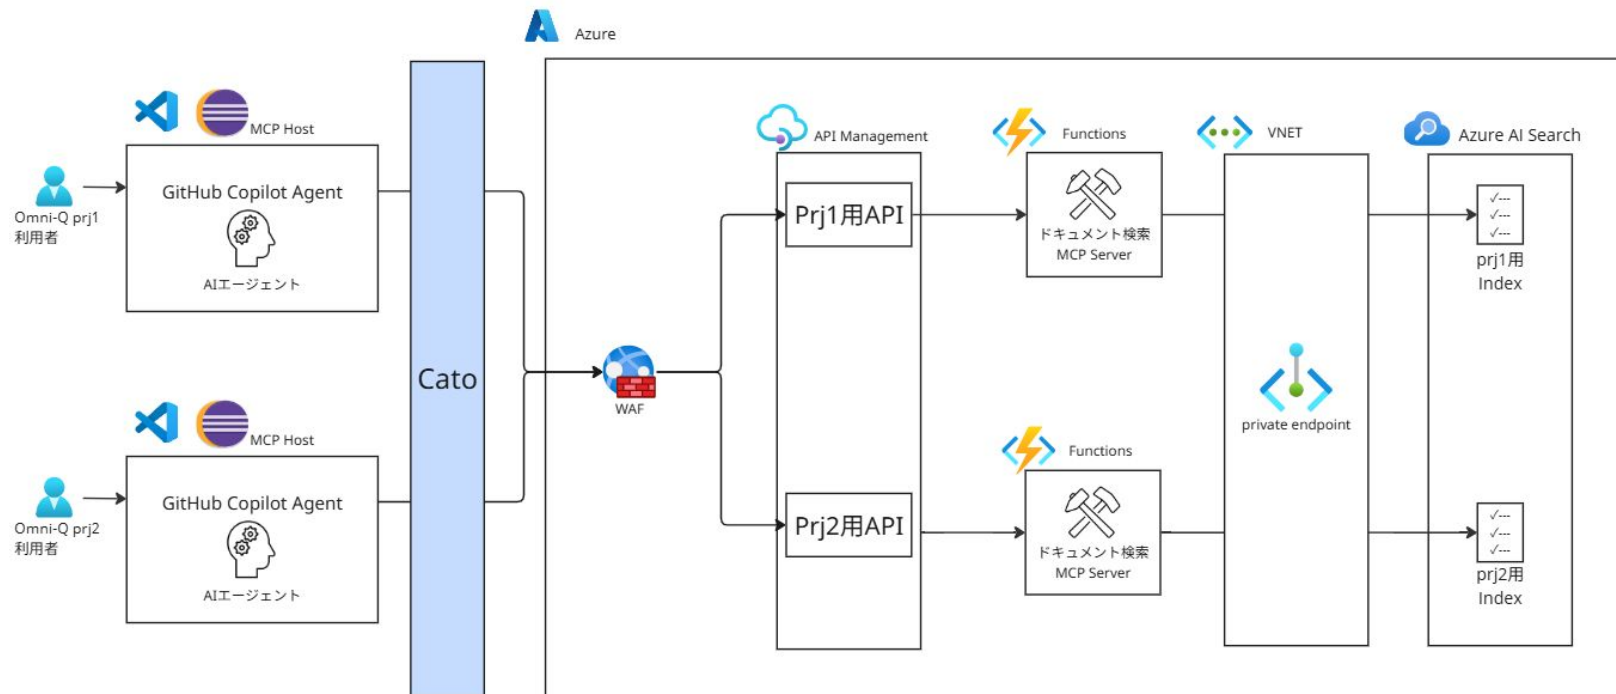 Azure
MCP Host
GitHub Copilot Agent
AIエージェント
Omni-Q prj1
利用者
MCP Host
GitHub Copilot Agent
AIエージェント
Omni-Q prj2
利用者
Cato
WAF
API Management
Prj1用API
Prj2用API
Functions
ドキュメント検索
MCP Server
Functions
ドキュメント検索
MCP Server
VNET
private endpoint
Azure AI Search
prj1用
Index
prj2用
Index